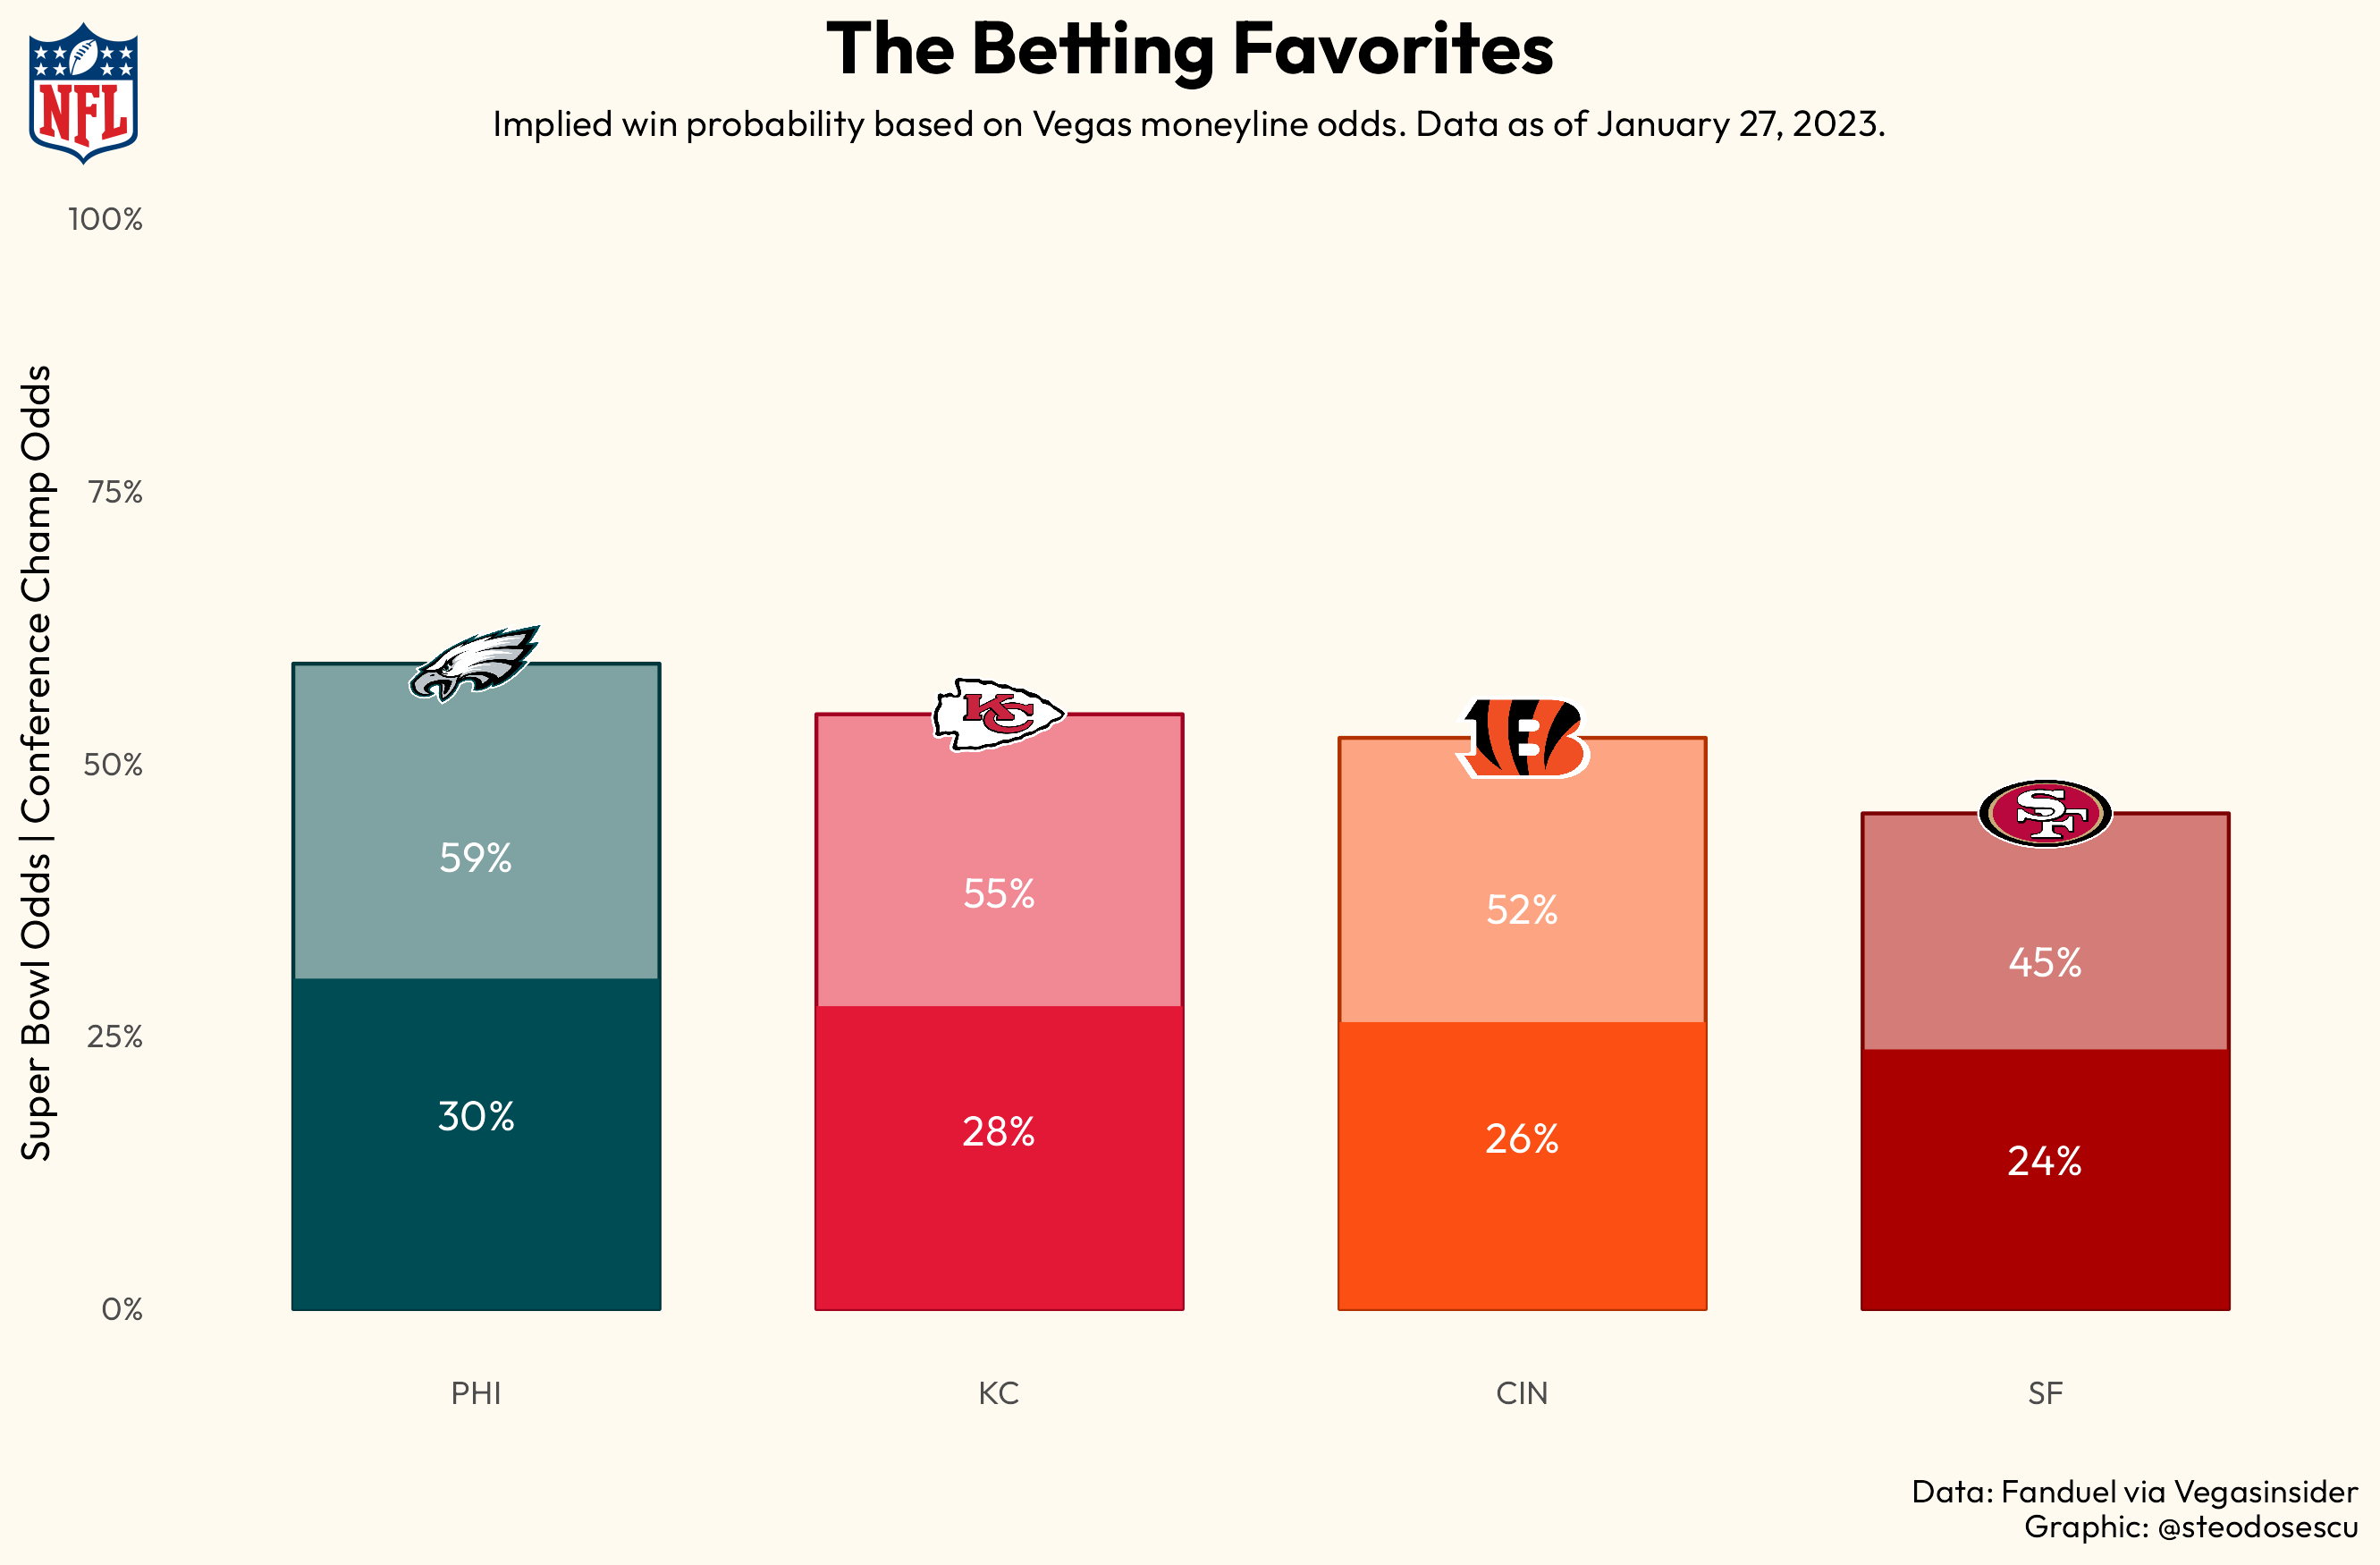 The Betting Favorites
Implied win probability based on Vegas moneyline odds. Data as of January 27, 2023.
NFL
Super Bowl Odds | Conference Champ Odds
100%
75%
50%
25%
0%
59%
30%
KC
55%
28%
B
52%
26%
SF
45%
24%
PHI
KC
CIN
SF
Data: Fanduel via Vegasinsider
Graphic: @steodosescu